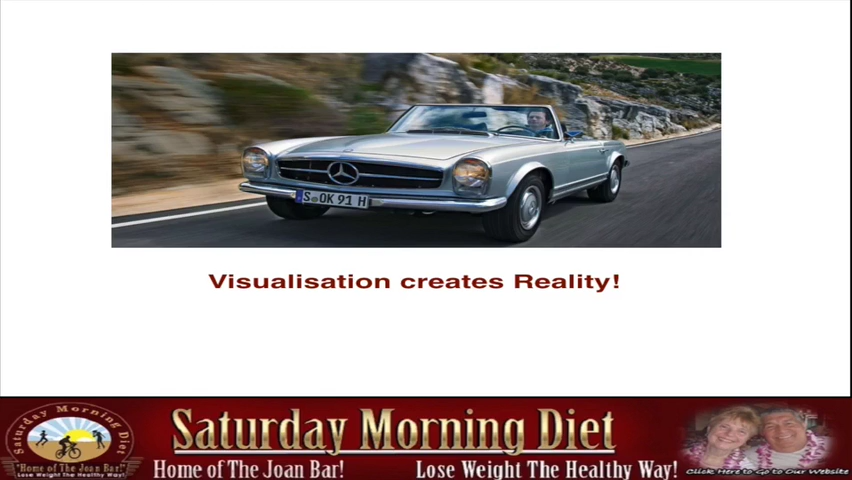 S OK 91 H
Visualisation creates Reality!
Saturday Morning Diet
"Home of The Joan Bar!"
Lose Weight The Healthy Way!
Saturday Morning Diet
Home of The Joan Bar!
Lose Weight The Healthy Way!
Click Here to Go to Our Website